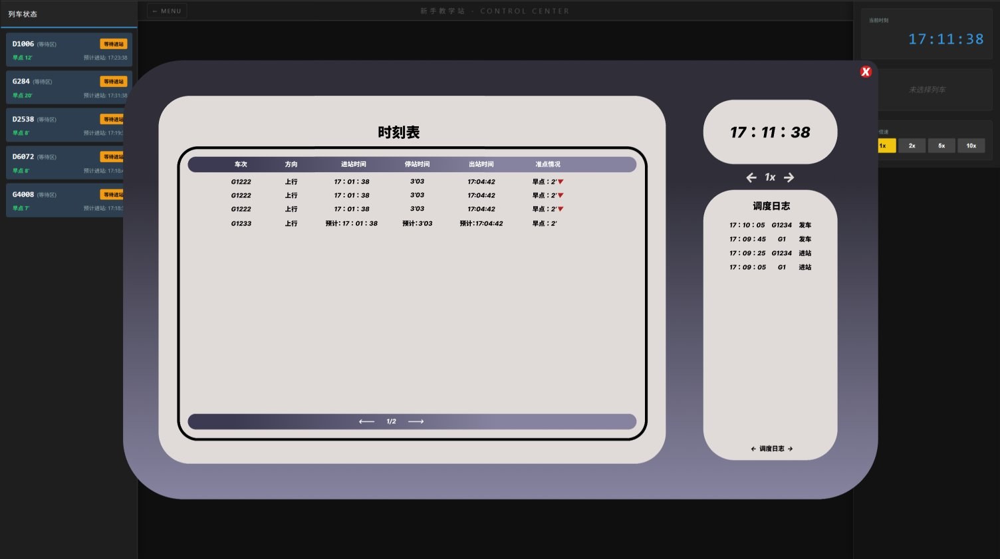 列车状态
D1006 (等待区) 等待进站
早点 12' 预计进站: 17:23:38
G284 (等待区) 等待进站
早点 20' 预计进站: 17:31:38
D2538 (等待区) 等待进站
早点 8' 预计进站: 17:19:
D6072 (等待区) 等待进站
早点 8' 预计进站: 17:18:
G4008 (等待区) 等待进站
早点 7' 预计进站: 17:18:
← MENU
新手教学站 - CONTROL CENTER
当前时刻
17:11:38
未选择列车
倍速
1x 2x 5x 10x
X
时刻表
车次 方向 进站时间 停站时间 出站时间 准点情况
G1222 上行 17：01：38 3'03 17:04:42 早点：2'▼
G1222 上行 17：01：38 3'03 17:04:42 早点：2'▼
G1222 上行 17：01：38 3'03 17:04:42 早点：2'▼
G1233 上行 预计：17：01：38 预计：3'03 预计：17:04:42 早点：2'
← 1/2 →
17：11：38
← 1x →
调度日志
17：10：05 G1234 发车
17：09：45 G1 发车
17：09：25 G1234 进站
17：09：05 G1 进站
← 调度日志 →